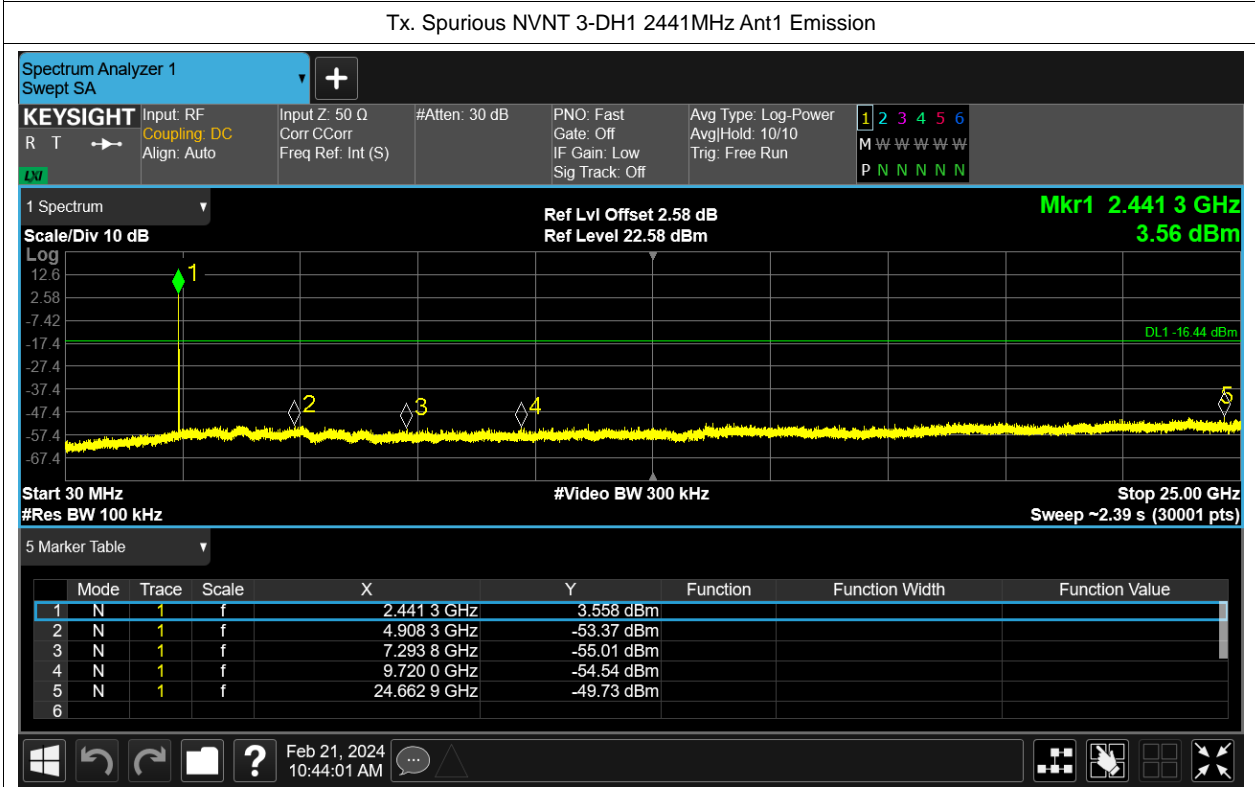 Tx. Spurious NVNT 3-DH1 2441MHz Ant1 Emission
Spectrum Analyzer 1
Swept SA
+
KEYSIGHT Input: RF Input Z: 50 Ω #Atten: 30 dB PNO: Fast Avg Type: Log-Power 1 2 3 4 5 6
R T Coupling: DC Corr CCorr Gate: Off Avg|Hold: 10/10 M W W W W W
Align: Auto Freq Ref: Int (S) IF Gain: Low Trig: Free Run
LXI Sig Track: Off P N N N N N
1 Spectrum Ref Lvl Offset 2.58 dB Mkr1 2.441 3 GHz
Scale/Div 10 dB Ref Level 22.58 dBm 3.56 dBm
Log
12.6
2.58
-7.42
-17.4
-27.4
-37.4
-47.4
-57.4
-67.4
1
DL1 -16.44 dBm
2 3 4 5
Start 30 MHz #Video BW 300 kHz Stop 25.00 GHz
#Res BW 100 kHz Sweep ~2.39 s (30001 pts)
5 Marker Table
Mode Trace Scale X Y Function Function Width Function Value
1 N 1 f 2.441 3 GHz 3.558 dBm
2 N 1 f 4.908 3 GHz -53.37 dBm
3 N 1 f 7.293 8 GHz -55.01 dBm
4 N 1 f 9.720 0 GHz -54.54 dBm
5 N 1 f 24.662 9 GHz -49.73 dBm
6
? Feb 21, 2024
10:44:01 AM